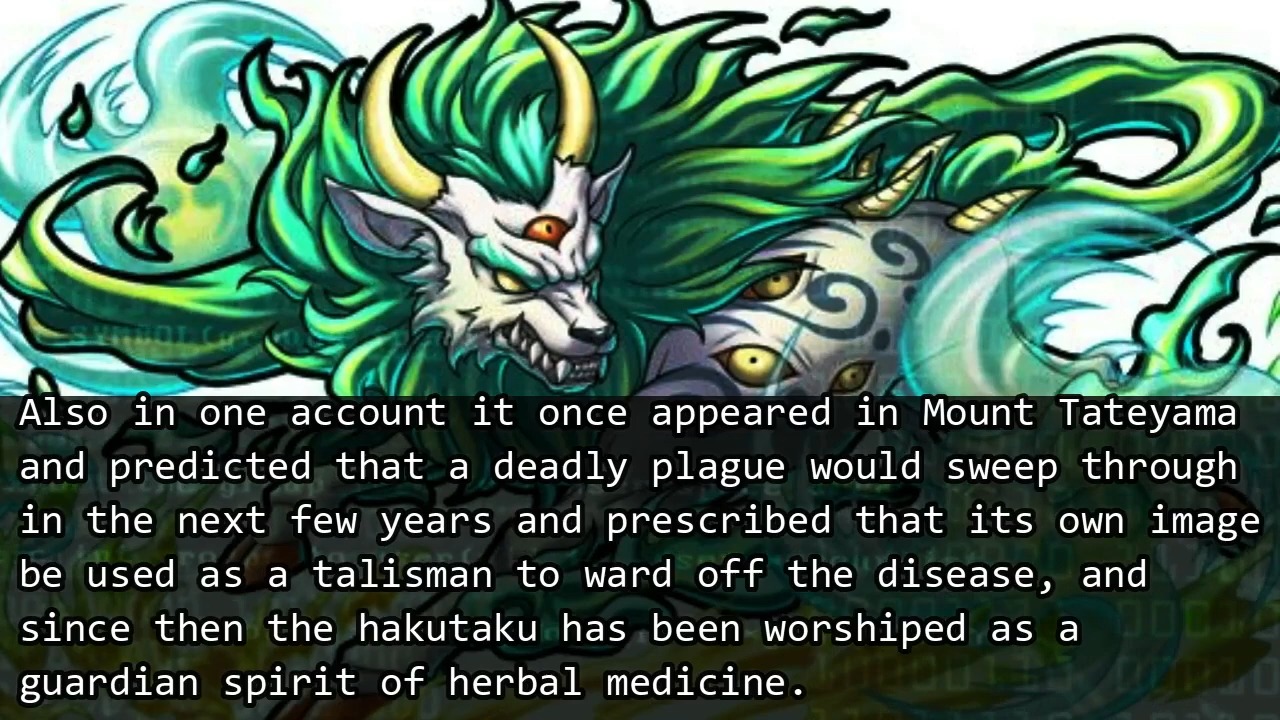 Also in one account it once appeared in Mount Tateyama
and predicted that a deadly plague would sweep through
in the next few years and prescribed that its own image
be used as a talisman to ward off the disease, and
since then the hakutaku has been worshiped as a
guardian spirit of herbal medicine.